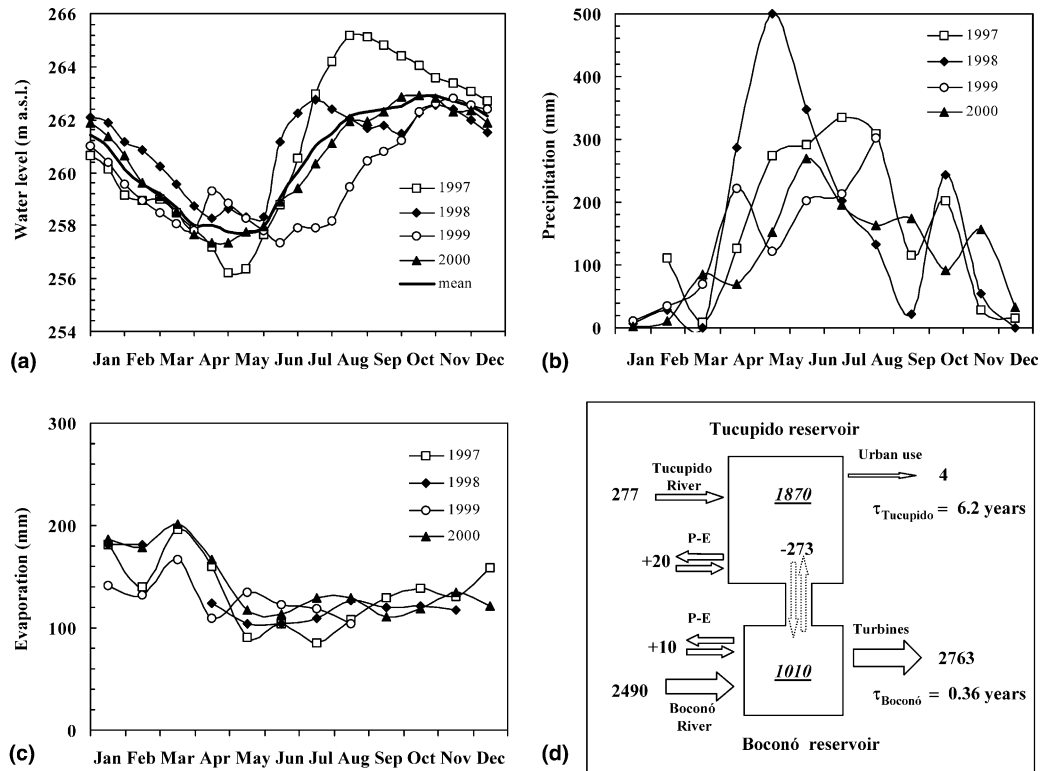 266
264
262
260
258
256
254
Water level (m a.s.l.)
1997
1998
1999
2000
mean
Jan Feb Mar Apr May Jun Jul Aug Sep Oct Nov Dec
(a)
500
400
300
200
100
0
Precipitation (mm)
1997
1998
1999
2000
Jan Feb Mar Apr May Jun Jul Aug Sep Oct Nov Dec
(b)
300
200
100
0
Evaporation (mm)
1997
1998
1999
2000
Jan Feb Mar Apr May Jun Jul Aug Sep Oct Nov Dec
(c)
Tucupido reservoir
Urban use
Tucupido
River
277
1870
4
τTucupido = 6.2 years
P-E
-273
+20
P-E
Turbines
+10
1010
2763
2490
τBoconó = 0.36 years
Boconó
River
Boconó reservoir
(d)